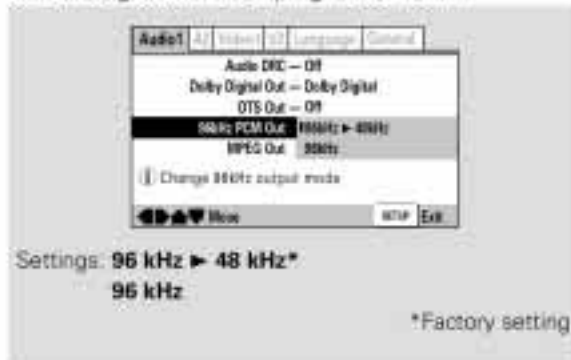 Audio1 A2 Video1 V2 Language General
Audio DRC – Off
Dolby Digital Out – Dolby Digital
DTS Out – Off
96kHz PCM Out 96kHz ► 48kHz
MPEG Out 96kHz
Change 96kHz output mode
Move SETUP Exit
Settings: 96 kHz ► 48 kHz*
96 kHz
*Factory setting